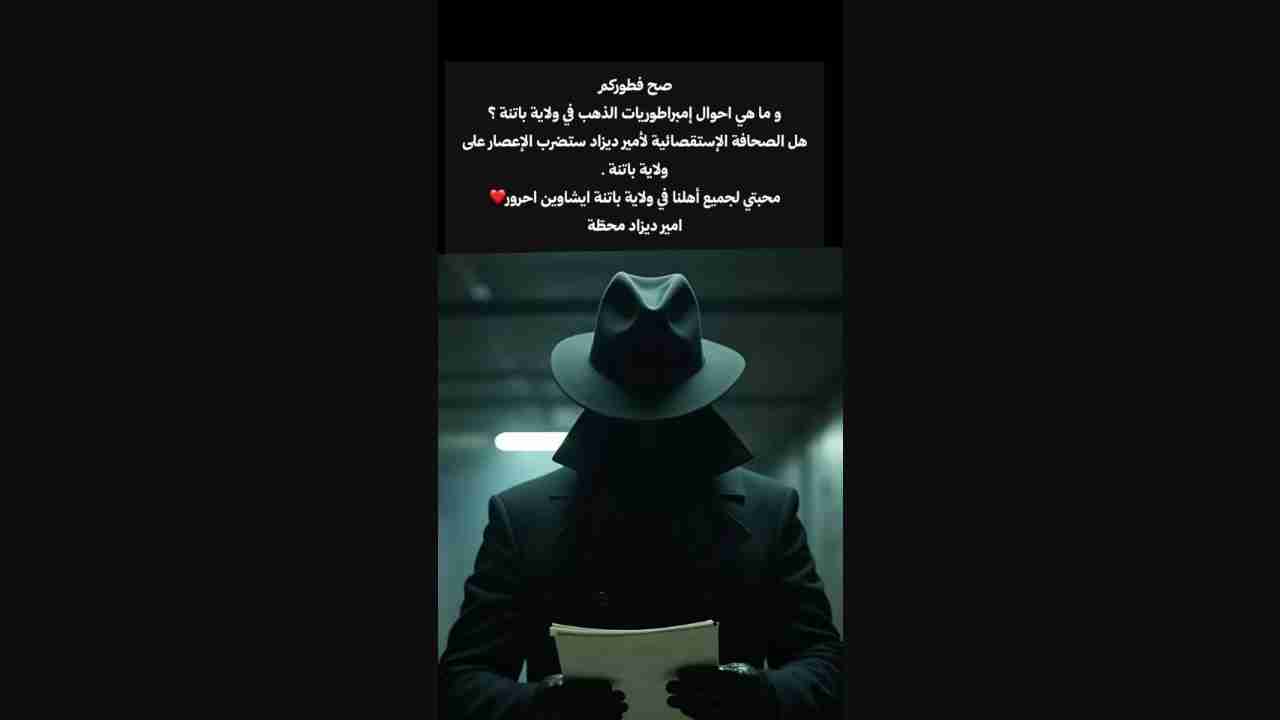 صح فطوركم
و ما هي احوال إمبراطوريات الذهب في ولاية باتنة ؟
هل الصحافة الإستقصائية لأمير ديزاد ستضرب الإعصار على
ولاية باتنة .
محبتي لجميع أهلنا في ولاية باتنة ايشاوين احرور❤️
امير ديزاد محظة